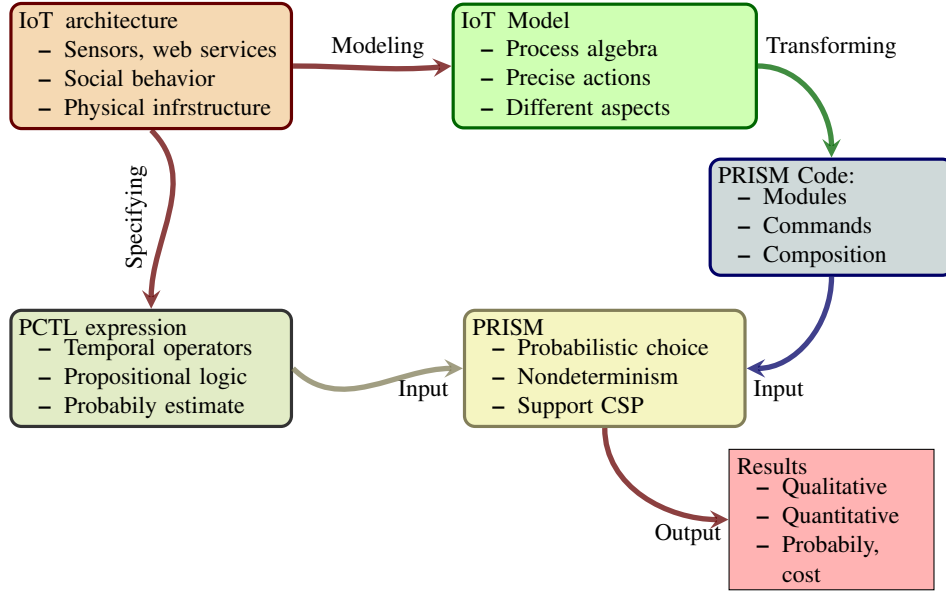 IoT architecture
– Sensors, web services
– Social behavior
– Physical infrstructure
Modeling
IoT Model
– Process algebra
– Precise actions
– Different aspects
Transforming
Specifying
PRISM Code:
– Modules
– Commands
– Composition
PCTL expression
– Temporal operators
– Propositional logic
– Probabily estimate
Input
PRISM
– Probabilistic choice
– Nondeterminism
– Support CSP
Input
Output
Results
– Qualitative
– Quantitative
– Probabily,
cost